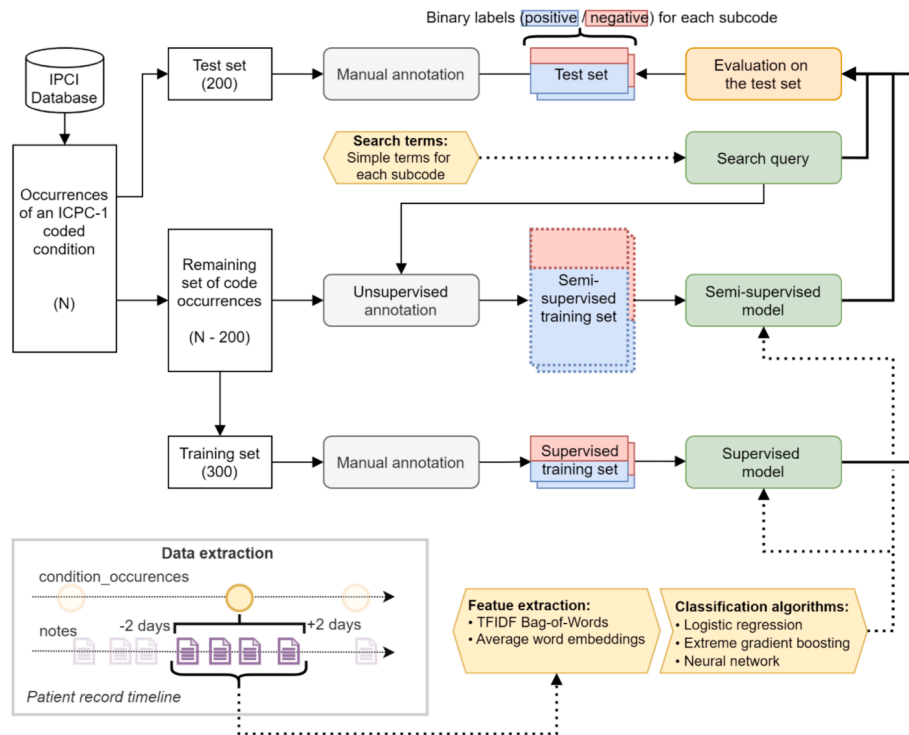 Binary labels (positive / negative) for each subcode
IPCI
Database
Test set
(200)
Manual annotation
Test set
Evaluation on
the test set
Search terms:
Simple terms for
each subcode
Search query
Occurrences
of an ICPC-1
coded
condition
(N)
Remaining
set of code
occurrences
(N - 200)
Unsupervised
annotation
Semi-
supervised
training set
Semi-supervised
model
Training set
(300)
Manual annotation
Supervised
training set
Supervised
model
Data extraction
condition_occurences
notes
-2 days
+2 days
Patient record timeline
Featue extraction:
• TFIDF Bag-of-Words
• Average word embeddings
Classification algorithms:
• Logistic regression
• Extreme gradient boosting
• Neural network